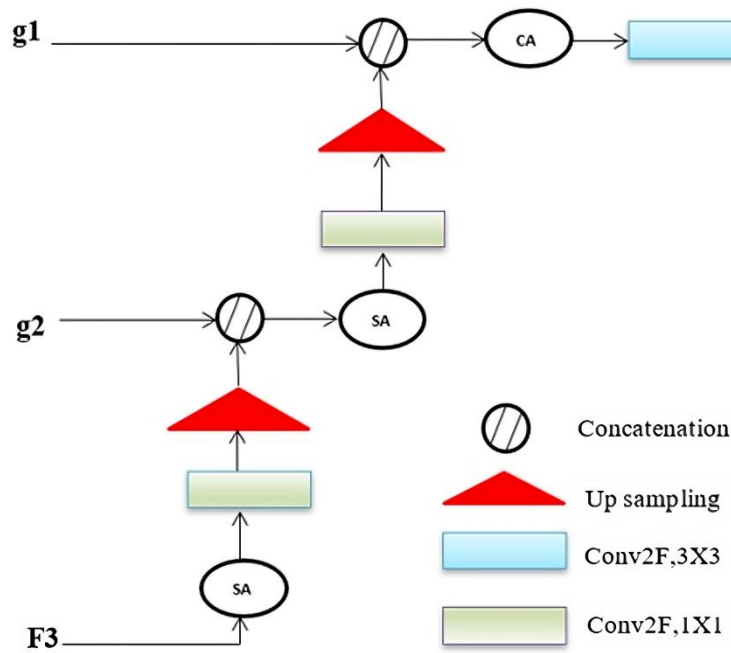 g1
CA
g2
SA
Concatenation
Up sampling
Conv2F,3X3
SA
Conv2F,1X1
F3